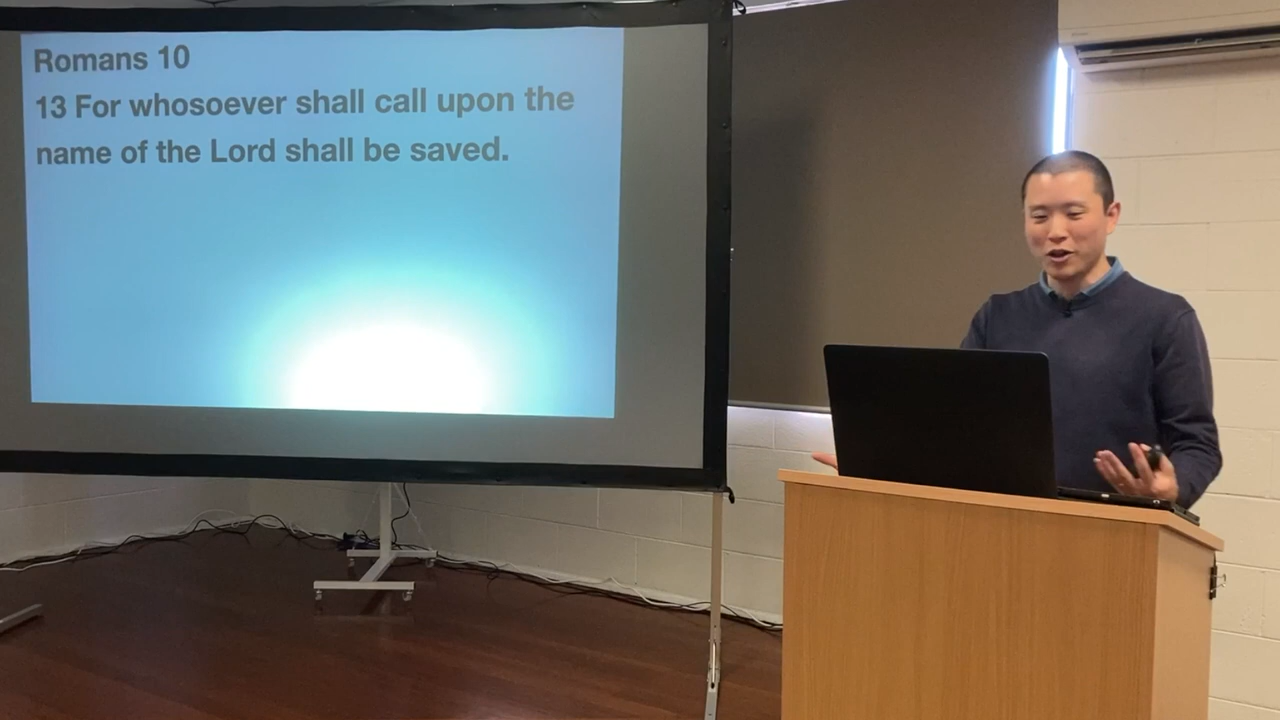 Romans 10
13 For whosoever shall call upon the
name of the Lord shall be saved.